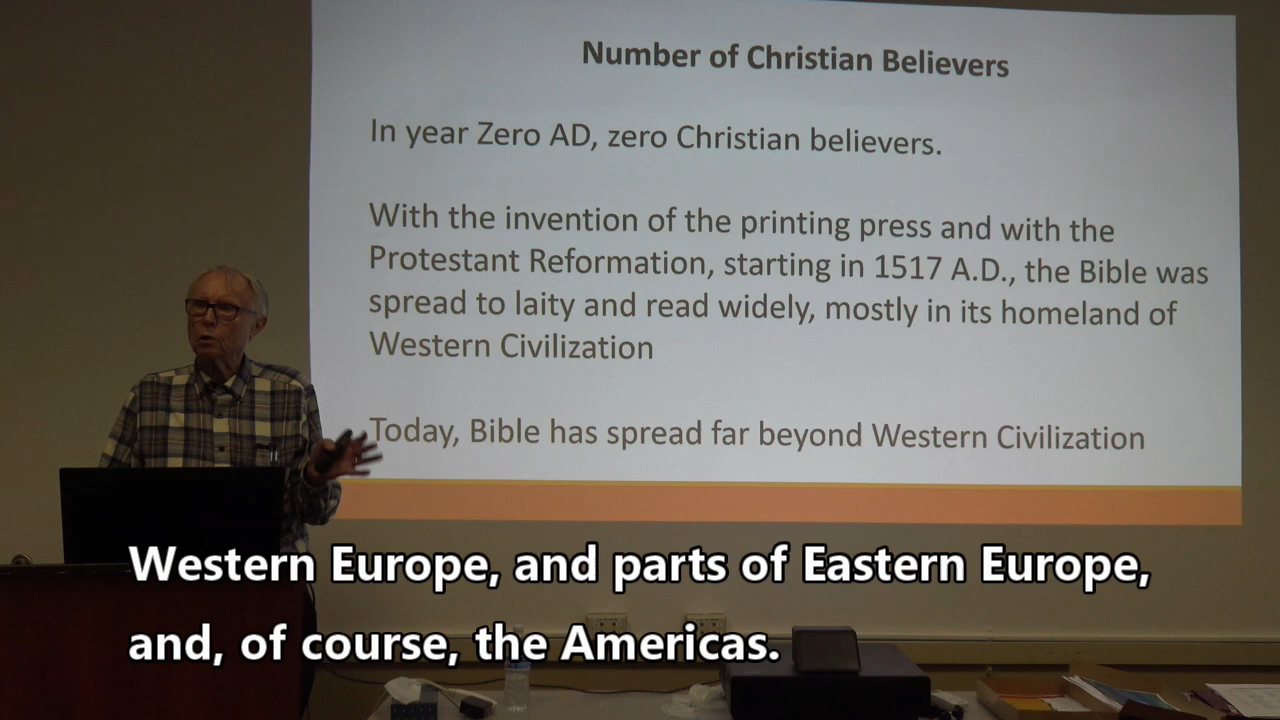 Number of Christian Believers
In year Zero AD, zero Christian believers.
With the invention of the printing press and with the
Protestant Reformation, starting in 1517 A.D., the Bible was
spread to laity and read widely, mostly in its homeland of
Western Civilization
Today, Bible has spread far beyond Western Civilization
Western Europe, and parts of Eastern Europe,
and, of course, the Americas.